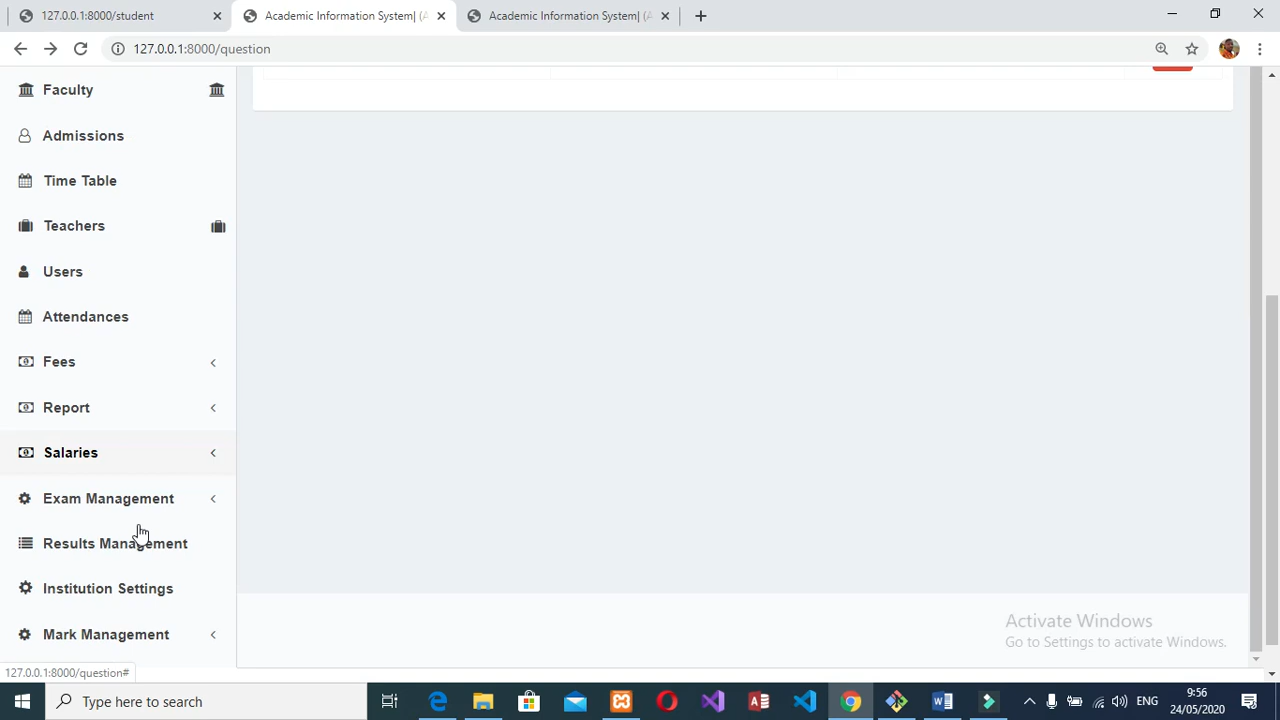 127.0.0.1:8000/student
Academic Information System| (A
Academic Information System| (A
127.0.0.1:8000/question
Faculty
Admissions
Time Table
Teachers
Users
Attendances
Fees
Report
Salaries
Exam Management
Results Management
Institution Settings
Mark Management
Activate Windows
Go to Settings to activate Windows.
127.0.0.1:8000/question#
Type here to search
ENG
9:56
24/05/2020